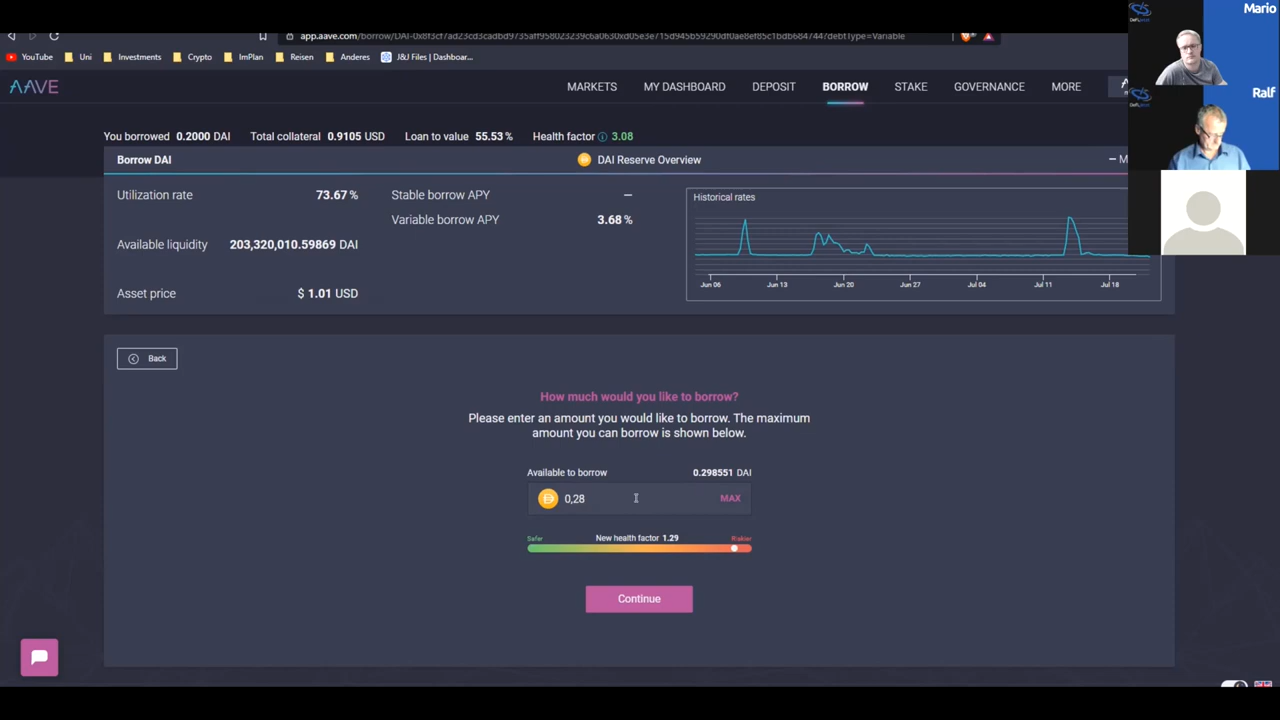 Mario
app.aave.com/borrow/DAI-0x8f3cf7ad23cd3cadbd9735aff958023239c6a0630xd05e3e715d945b59290df0ae8ef85c1bdb684744?debtType=Variable
YouTube Uni Investments Crypto ImPlan Reisen Anderes J&J Files | Dashboar...
AAVE MARKETS MY DASHBOARD DEPOSIT BORROW STAKE GOVERNANCE MORE
Ralf
You borrowed 0.2000 DAI Total collateral 0.9105 USD Loan to value 55.53 % Health factor 3.08
Borrow DAI DAI Reserve Overview — M
Utilization rate 73.67 % Stable borrow APY — Historical rates
Variable borrow APY 3.68 %
Available liquidity 203,320,010.59869 DAI
Asset price $ 1.01 USD
Jun 06 Jun 13 Jun 20 Jun 27 Jul 04 Jul 11 Jul 18
Back
How much would you like to borrow?
Please enter an amount you would like to borrow. The maximum
amount you can borrow is shown below.
Available to borrow 0.298551 DAI
0,28 MAX
Safer New health factor 1.29 Riskier
Continue